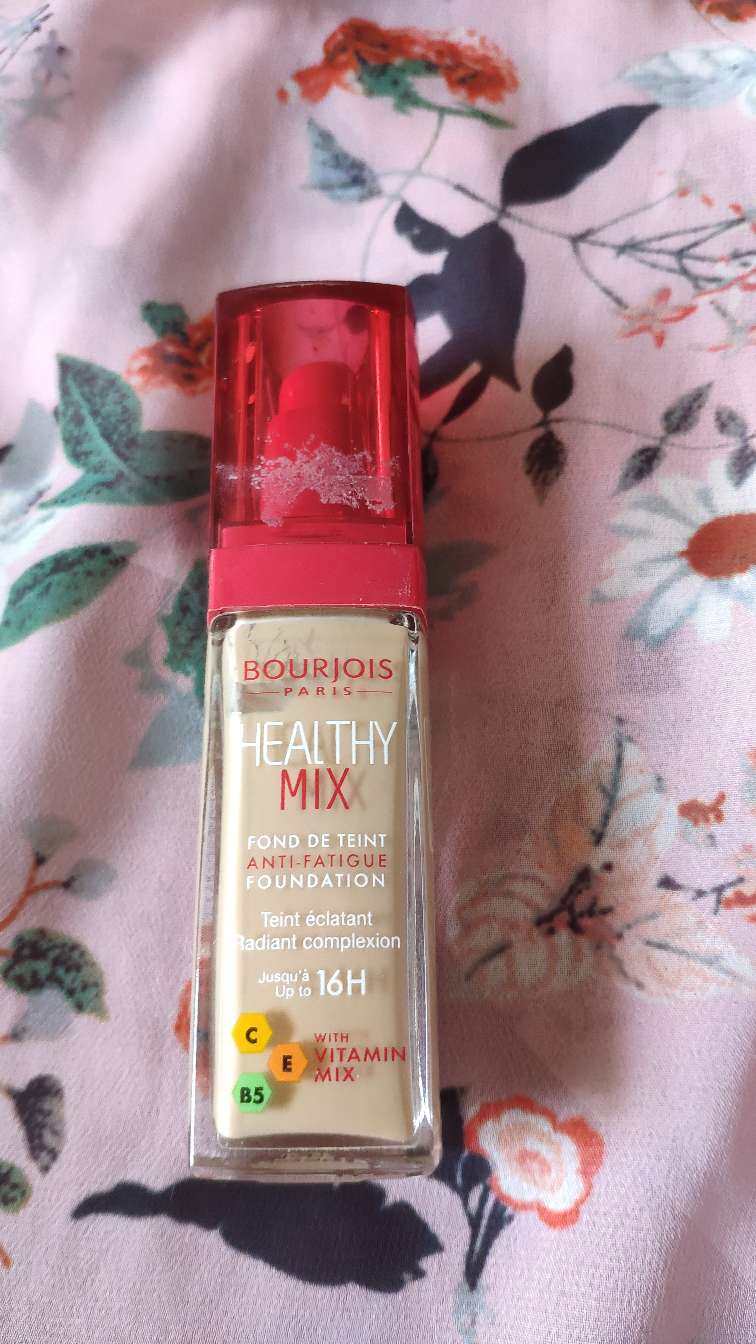 BOURJOIS
PARIS
HEALTHY
MIX
FOND DE TEINT
ANTI-FATIGUE
FOUNDATION
Teint éclatant
Radiant complexion
Jusqu'à
Up to 16H
C
E
B5
WITH
VITAMIN
MIX